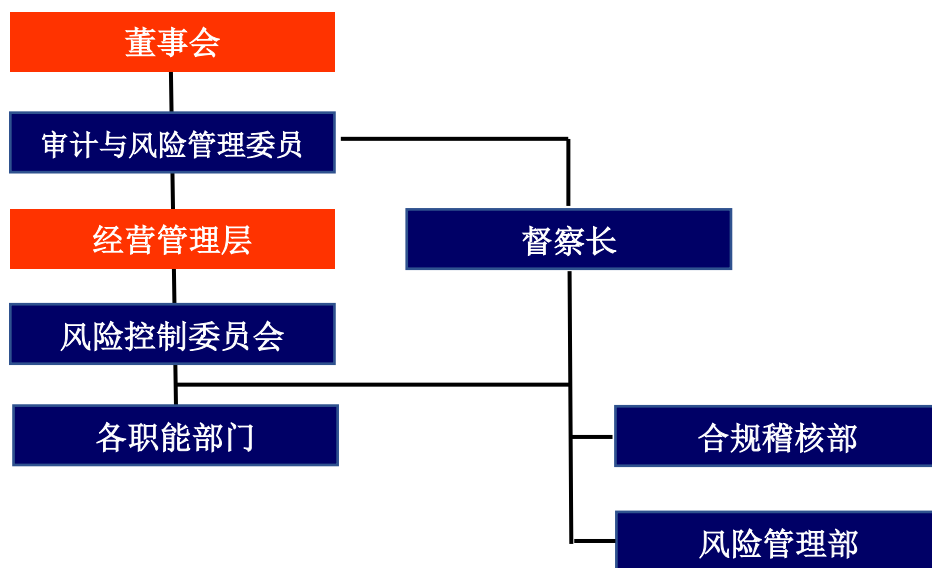 董事会
审计与风险管理委员
经营管理层
督察长
风险控制委员会
各职能部门
合规稽核部
风险管理部